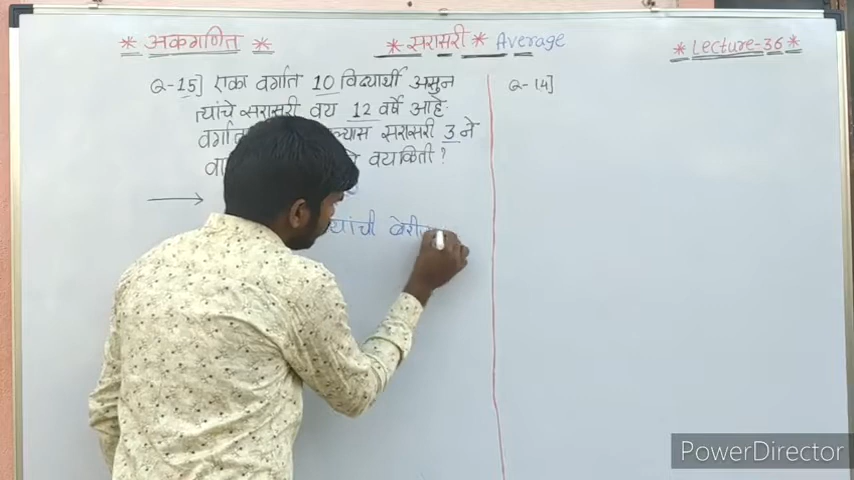 * अंकगणित *
* सरासरी * Average
* Lecture-36 *
Q-15] एका वर्गात 10 विद्यार्थी असुन
त्यांचे सरासरी वय 12 वर्षे आहे.
वर्गात ल्यास सरासरी 3 ने
वयकिती?
यांची
Q-14]
PowerDirector